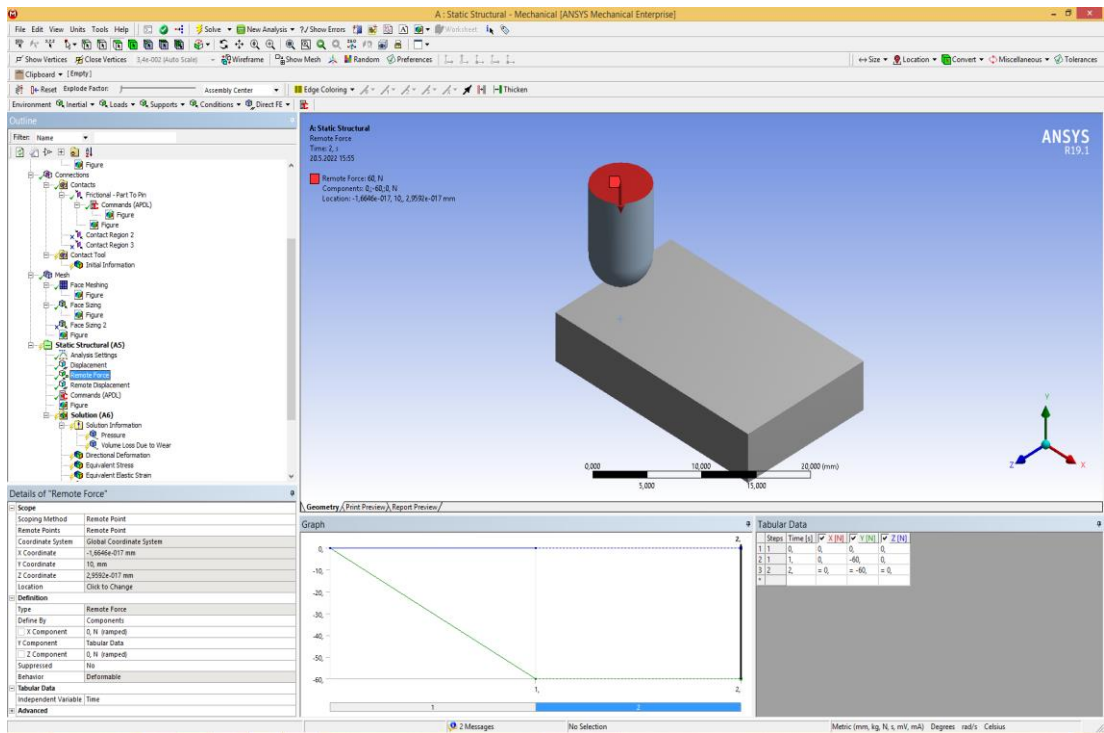 A : Static Structural - Mechanical [ANSYS Mechanical Enterprise]
File Edit View Units Tools Help Solve New Analysis ?/ Show Errors Worksheet
Show Vertices Close Vertices 3,4e-002 (Auto Scale) Wireframe Show Mesh Random Preferences Size Location Convert Miscellaneous Tolerances
Clipboard [Empty]
Reset Explode Factor: Assembly Center Edge Coloring Thicken
Environment Inertial Loads Supports Conditions Direct FE
Outline
Filter: Name
Figure
Connections
Contacts
Frictional - Part To Pin
Commands (APDL)
Figure
Figure
Contact Region 2
Contact Region 3
Contact Tool
Initial Information
Mesh
Face Meshing
Figure
Face Sizing
Figure
Face Sizing 2
Figure
Static Structural (A5)
Analysis Settings
Displacement
Remote Force
Remote Displacement
Commands (APDL)
Figure
Solution (A6)
Solution Information
Pressure
Volume Loss Due to Wear
Directional Deformation
Equivalent Stress
Equivalent Elastic Strain
A: Static Structural
Remote Force
Time: 2, s
20.5.2022 15:55
Remote Force: 60, N
Components: 0,;-60,;0, N
Location: -1,6646e-017, 10,, 2,9592e-017 mm
ANSYS
R19.1
Y
Z
X
0,000 10,000 20,000 (mm)
5,000 15,000
Geometry Print Preview Report Preview
Details of "Remote Force"
Scope
Scoping Method Remote Point
Remote Points Remote Point
Coordinate System Global Coordinate System
X Coordinate -1,6646e-017 mm
Y Coordinate 10, mm
Z Coordinate 2,9592e-017 mm
Location Click to Change
Definition
Type Remote Force
Define By Components
X Component 0, N (ramped)
Y Component Tabular Data
Z Component 0, N (ramped)
Suppressed No
Behavior Deformable
Tabular Data
Independent Variable Time
Advanced
Graph
2,
0,
-10,
-20,
-30,
-40,
-50,
-60,
1,
2,
1 2
Tabular Data
Steps Time [s] X [N] Y [N] Z [N]
1 1 0, 0, 0, 0,
2 1 1, 0, -60, 0,
3 2 2, = 0, = -60, = 0,
*
2 Messages No Selection Metric (mm, kg, N, s, mV, mA) Degrees rad/s Celsius